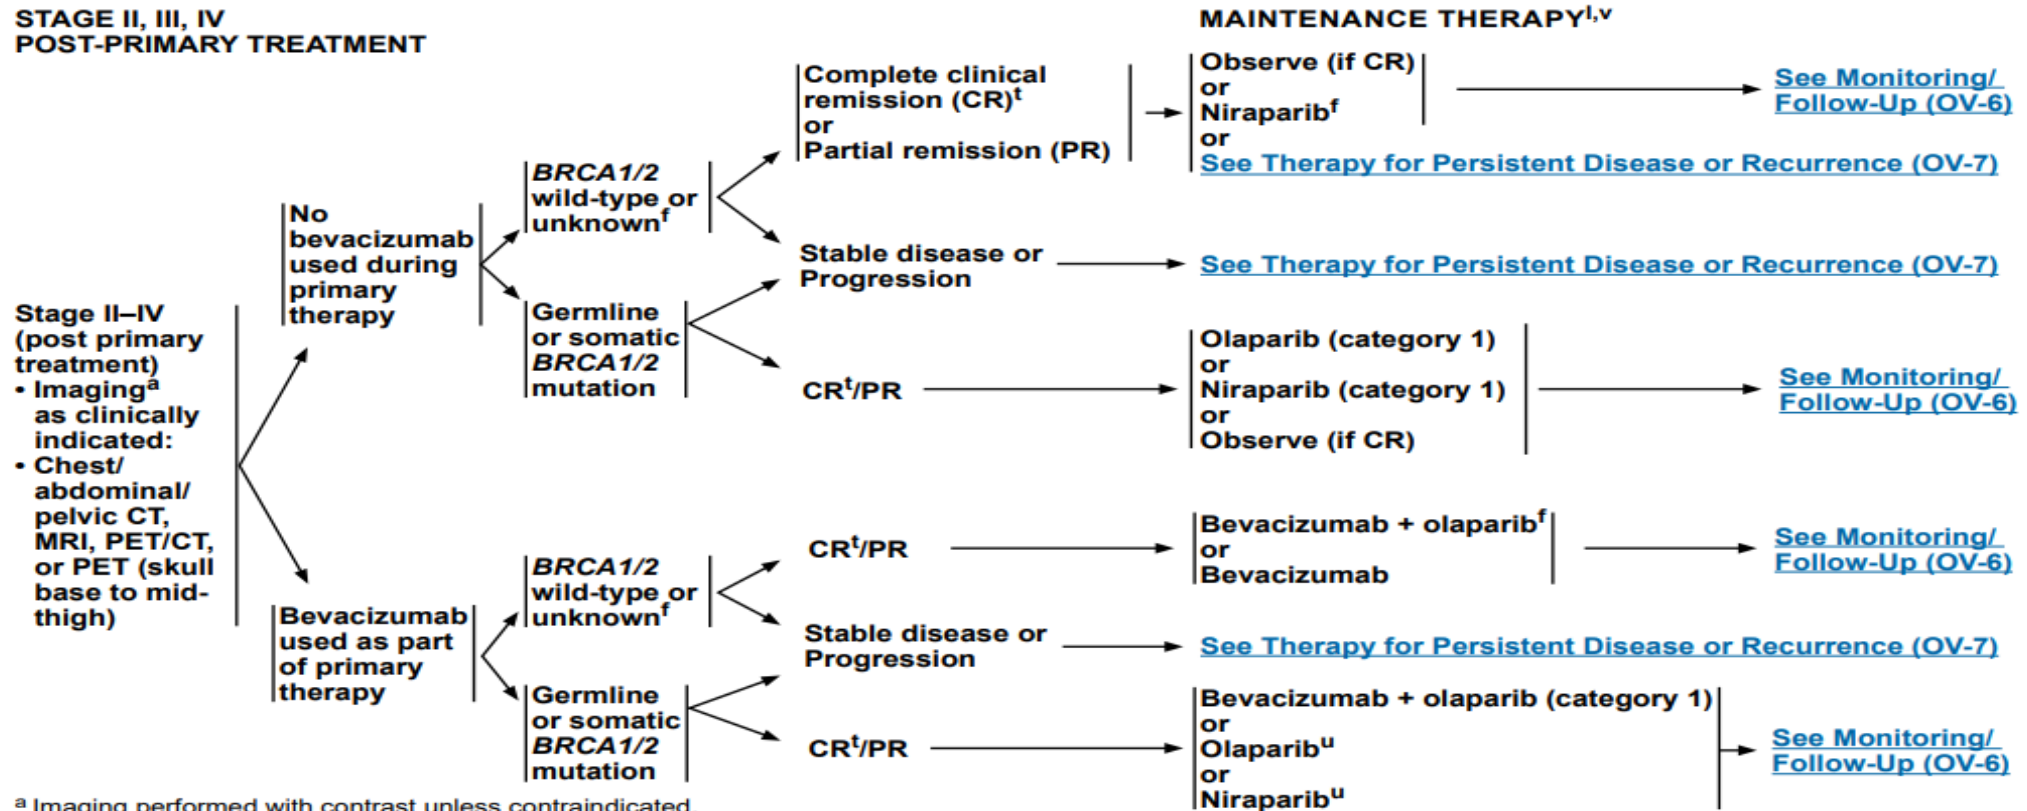 STAGE II, III, IV
POST-PRIMARY TREATMENT
MAINTENANCE THERAPYl,v
Stage II–IV
(post primary
treatment)
• Imaginga
as clinically
indicated:
• Chest/
abdominal/
pelvic CT,
MRI, PET/CT,
or PET (skull
base to mid-
thigh)
No
bevacizumab
used during
primary
therapy
BRCA1/2
wild-type or
unknownf
Complete clinical
remission (CR)t
or
Partial remission (PR)
Observe (if CR)
or
Niraparibf
or
See Therapy for Persistent Disease or Recurrence (OV-7)
See Monitoring/
Follow-Up (OV-6)
Stable disease or
Progression
See Therapy for Persistent Disease or Recurrence (OV-7)
Germline
or somatic
BRCA1/2
mutation
CRt/PR
Olaparib (category 1)
or
Niraparib (category 1)
or
Observe (if CR)
See Monitoring/
Follow-Up (OV-6)
Bevacizumab
used as part
of primary
therapy
BRCA1/2
wild-type or
unknownf
CRt/PR
Bevacizumab + olaparibf
or
Bevacizumab
See Monitoring/
Follow-Up (OV-6)
Stable disease or
Progression
See Therapy for Persistent Disease or Recurrence (OV-7)
Germline
or somatic
BRCA1/2
mutation
CRt/PR
Bevacizumab + olaparib (category 1)
or
Olaparibu
or
Niraparibu
See Monitoring/
Follow-Up (OV-6)
a Imaging performed with contrast unless contraindicated